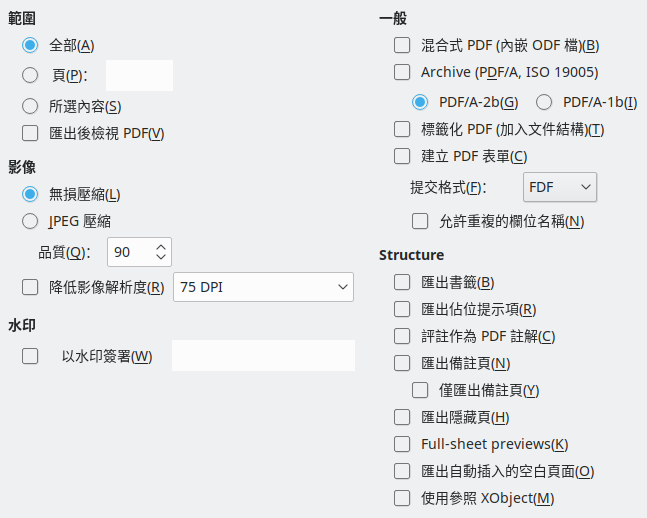 範圍
全部(A)
頁(P):
所選內容(S)
匯出後檢視 PDF(V)
影像
無損壓縮(L)
JPEG 壓縮
品質(Q): 90
降低影像解析度(R) 75 DPI
水印
以水印簽署(W)
一般
混合式 PDF (內嵌 ODF 檔)(B)
Archive (PDF/A, ISO 19005)
PDF/A-2b(G) PDF/A-1b(I)
標籤化 PDF (加入文件結構)(T)
建立 PDF 表單(C)
提交格式(F): FDF
允許重複的欄位名稱(N)
Structure
匯出書籤(B)
匯出佔位提示項(R)
評註作為 PDF 註解(C)
匯出備註頁(N)
僅匯出備註頁(Y)
匯出隱藏頁(H)
Full-sheet previews(K)
匯出自動插入的空白頁面(O)
使用參照 XObject(M)